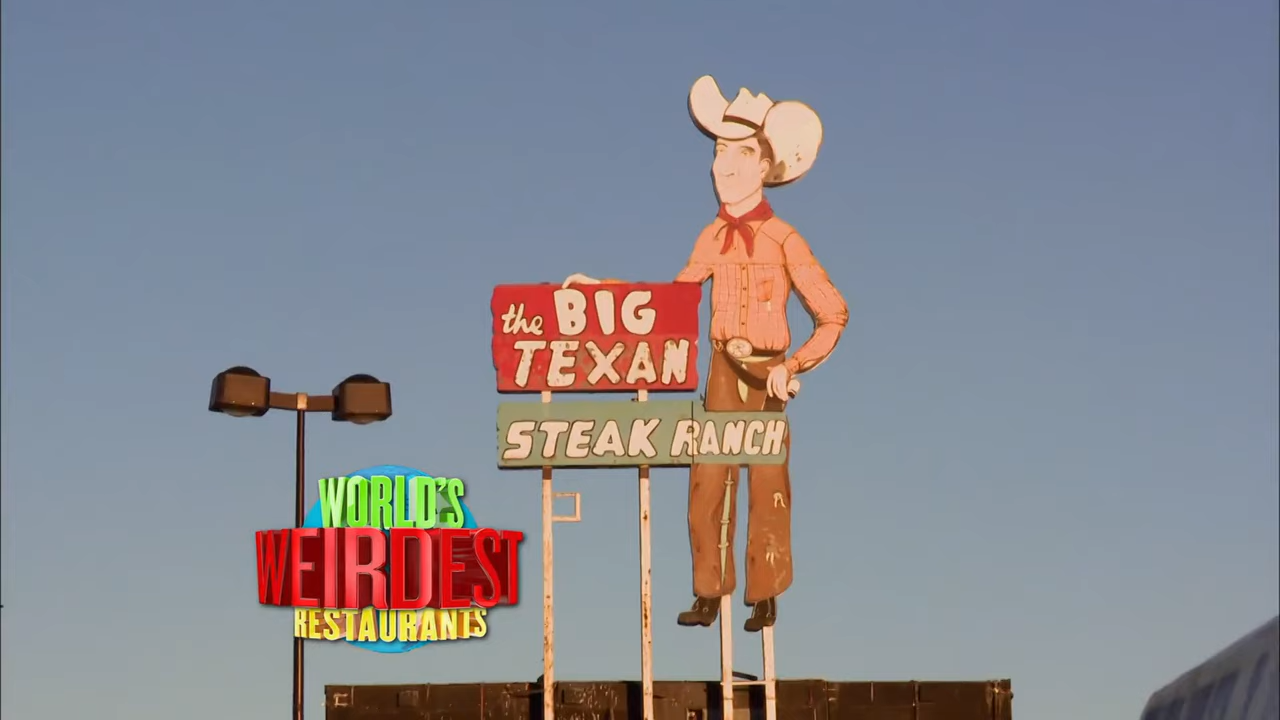 the BIG
TEXAN
STEAK RANCH
WORLD'S
WEIRDEST
RESTAURANTS